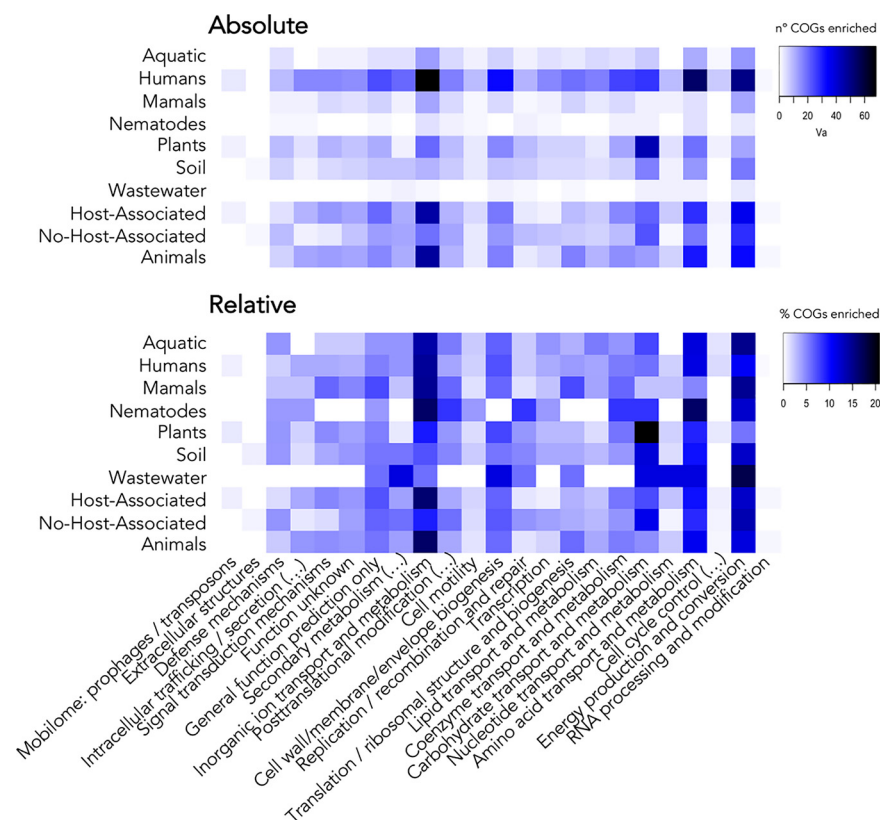 Absolute
nº COGs enriched
0 20 40 60
Va
Aquatic
Humans
Mamals
Nematodes
Plants
Soil
Wastewater
Host-Associated
No-Host-Associated
Animals
Relative
% COGs enriched
0 5 10 15 20
Aquatic
Humans
Mamals
Nematodes
Plants
Soil
Wastewater
Host-Associated
No-Host-Associated
Animals
Mobilome: prophages / transposons
Extracellular structures
Defense mechanisms
Intracellular trafficking / secretion (...)
Signal transduction mechanisms
Function unknown
General function prediction only
Secondary metabolism (...)
Inorganic ion transport and metabolism
Posttranslational modification (...)
Cell motility
Cell wall/membrane/envelope biogenesis
Replication / recombination and repair
Transcription
Translation / ribosomal structure and biogenesis
Lipid transport and metabolism
Coenzyme transport and metabolism
Carbohydrate transport and metabolism
Nucleotide transport and metabolism
Amino acid transport and metabolism
Cell cycle control (...)
Energy production and conversion
RNA processing and modification